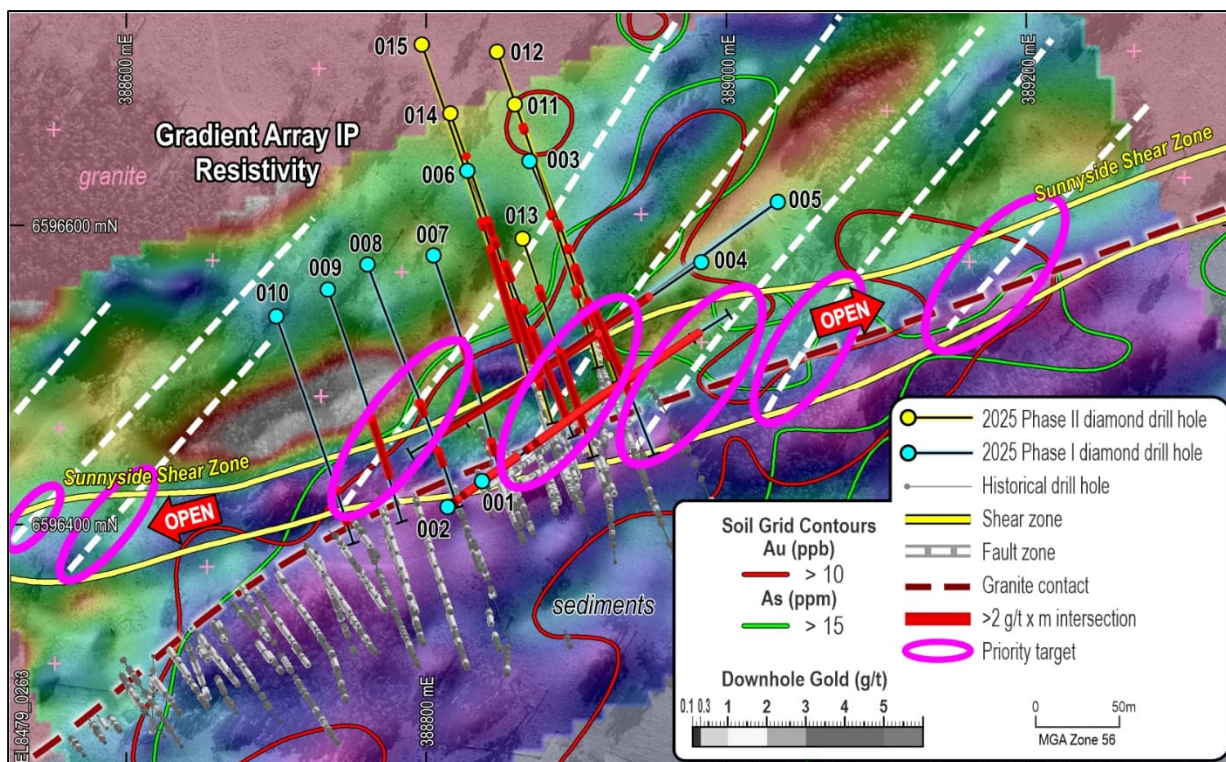 388600 mE
389000 mE
389200 mE
015
012
014
011
Gradient Array IP
Resistivity
granite
006
003
Sunnyside Shear Zone
005
6596600 mN
013
008
007
004
009
010
OPEN
Sunnyside Shear Zone
OPEN
6596400 mN
001
002
sediments
388800 mE
EL8479_0263
2025 Phase II diamond drill hole
2025 Phase I diamond drill hole
Historical drill hole
Shear zone
Fault zone
Granite contact
>2 g/t x m intersection
Priority target
Soil Grid Contours
Au (ppb)
> 10
As (ppm)
> 15
Downhole Gold (g/t)
0.1 0.3 1 2 3 4 5
0 50m
MGA Zone 56